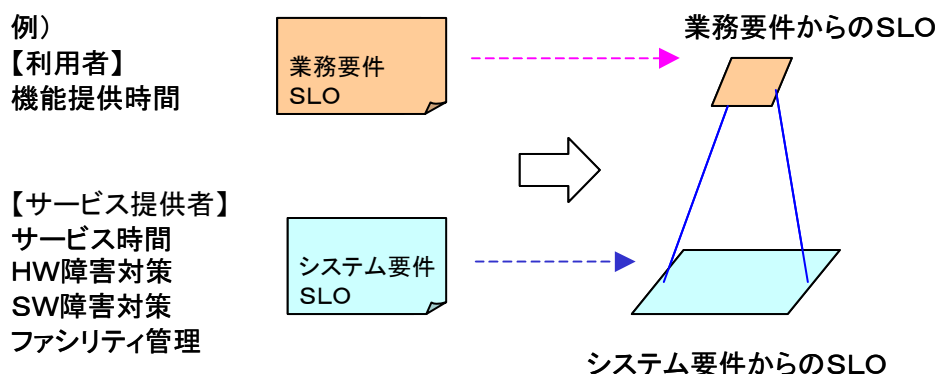 例）
【利用者】
機能提供時間
業務要件
SLO
業務要件からのSLO
【サービス提供者】
サービス時間
HW障害対策
SW障害対策
ファシリティ管理
システム要件
SLO
システム要件からのSLO